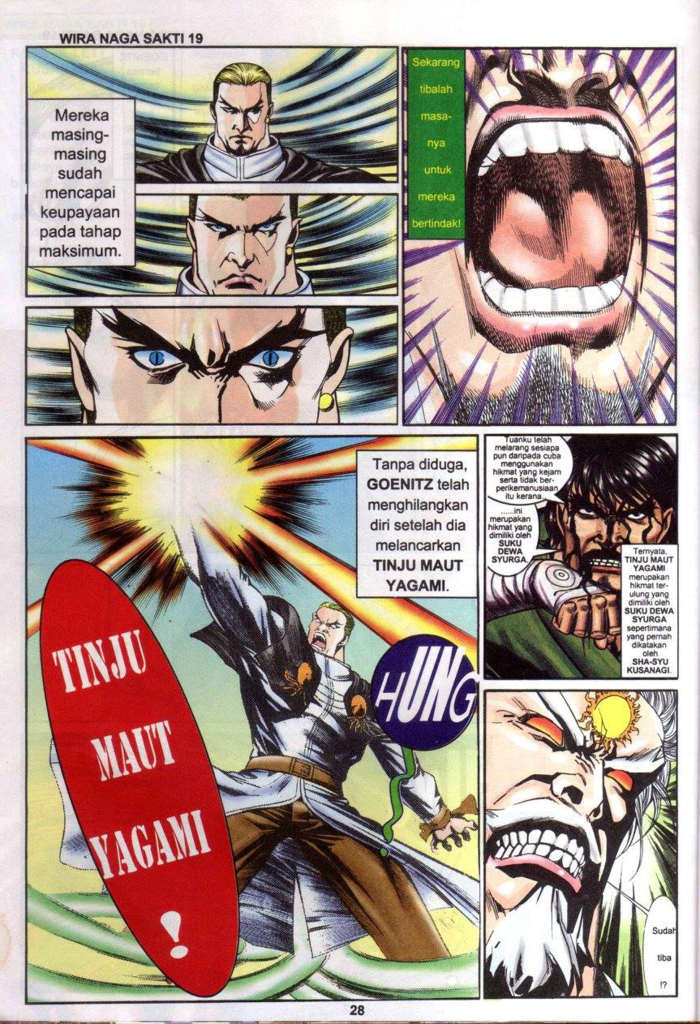 WIRA NAGA SAKTI 19
Mereka
masing-
masing
sudah
mencapai
keupayaan
pada tahap
maksimum.
Sekarang
tibalah
masa-
nya
untuk
mereka
bertindak!
Tanpa diduga,
GOENITZ telah
menghilangkan
diri setelah dia
melancarkan
TINJU MAUT
YAGAMI.
TINJU
MAUT
YAGAMI
!
HUNG
Tuanku telah
melarang sesiapa
pun daripada cuba
menggunakan
hikmat yang kejam
serta tidak ber-
perikemanusiaan
itu kerana....
......ini
merupakan
hikmat yang
dimiliki oleh
SUKU
DEWA
SYURGA.
Ternyata,
TINJU MAUT
YAGAMI
merupakan
hikmat ter-
ulung yang
dimiliki oleh
SUKU DEWA
SYURGA
sepertimana
yang pernah
dikatakan
oleh
SHA-SYU
KUSANAGI.
Sudah
tiba
!?
28